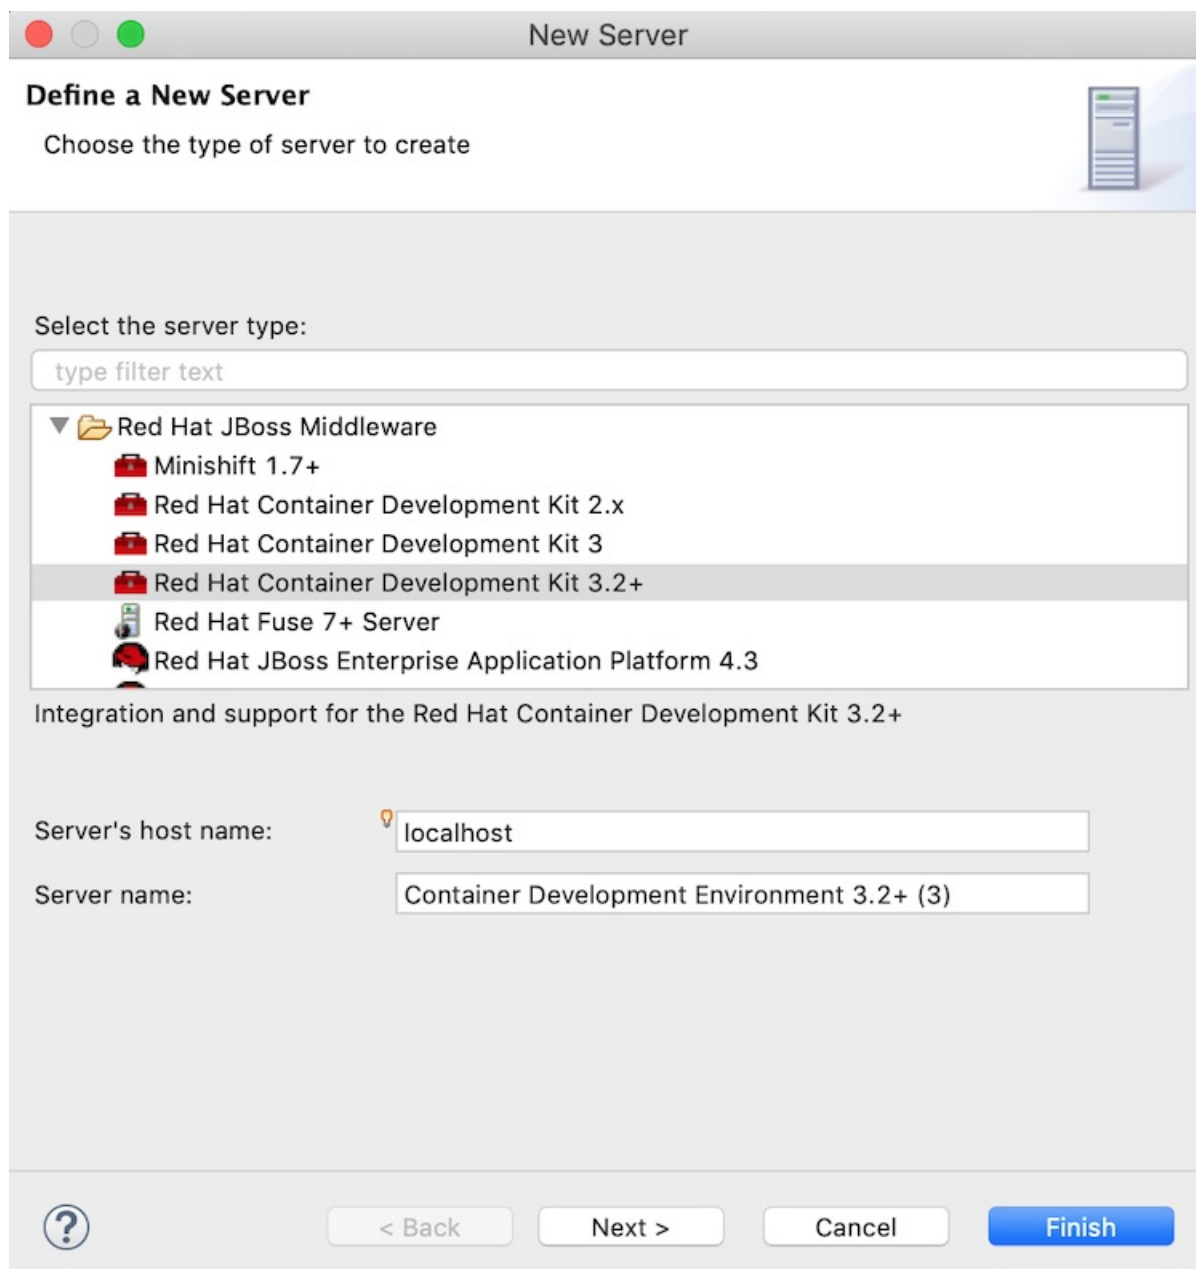 New Server
Define a New Server
Choose the type of server to create
Select the server type:
type filter text
Red Hat JBoss Middleware
Minishift 1.7+
Red Hat Container Development Kit 2.x
Red Hat Container Development Kit 3
Red Hat Container Development Kit 3.2+
Red Hat Fuse 7+ Server
Red Hat JBoss Enterprise Application Platform 4.3
Integration and support for the Red Hat Container Development Kit 3.2+
Server's host name: localhost
Server name: Container Development Environment 3.2+ (3)
? < Back Next > Cancel Finish